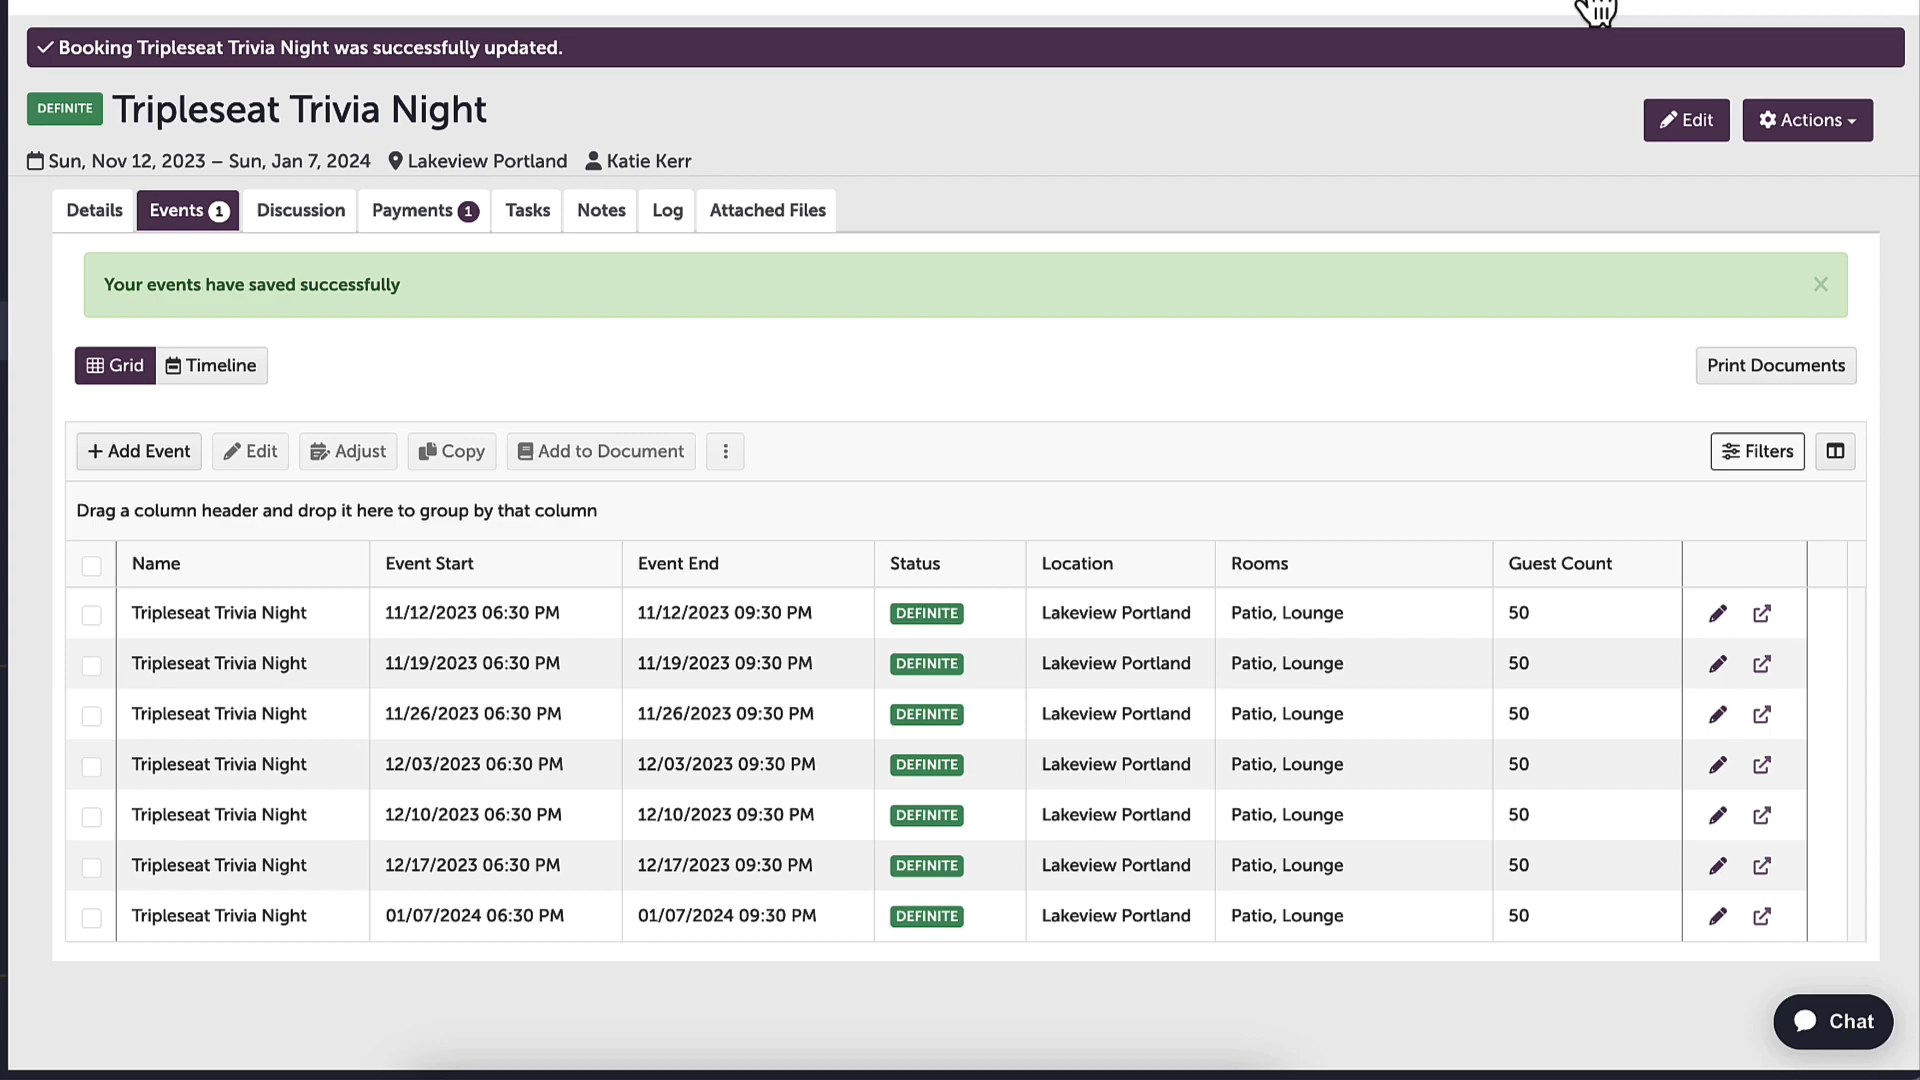 Booking Tripleseat Trivia Night was successfully updated.
DEFINITE Tripleseat Trivia Night
Edit Actions
Sun, Nov 12, 2023 – Sun, Jan 7, 2024 Lakeview Portland Katie Kerr
Details Events 1 Discussion Payments 1 Tasks Notes Log Attached Files
Your events have saved successfully
Grid Timeline Print Documents
+ Add Event Edit Adjust Copy Add to Document Filters
Drag a column header and drop it here to group by that column
Name Event Start Event End Status Location Rooms Guest Count
Tripleseat Trivia Night 11/12/2023 06:30 PM 11/12/2023 09:30 PM DEFINITE Lakeview Portland Patio, Lounge 50
Tripleseat Trivia Night 11/19/2023 06:30 PM 11/19/2023 09:30 PM DEFINITE Lakeview Portland Patio, Lounge 50
Tripleseat Trivia Night 11/26/2023 06:30 PM 11/26/2023 09:30 PM DEFINITE Lakeview Portland Patio, Lounge 50
Tripleseat Trivia Night 12/03/2023 06:30 PM 12/03/2023 09:30 PM DEFINITE Lakeview Portland Patio, Lounge 50
Tripleseat Trivia Night 12/10/2023 06:30 PM 12/10/2023 09:30 PM DEFINITE Lakeview Portland Patio, Lounge 50
Tripleseat Trivia Night 12/17/2023 06:30 PM 12/17/2023 09:30 PM DEFINITE Lakeview Portland Patio, Lounge 50
Tripleseat Trivia Night 01/07/2024 06:30 PM 01/07/2024 09:30 PM DEFINITE Lakeview Portland Patio, Lounge 50
Chat